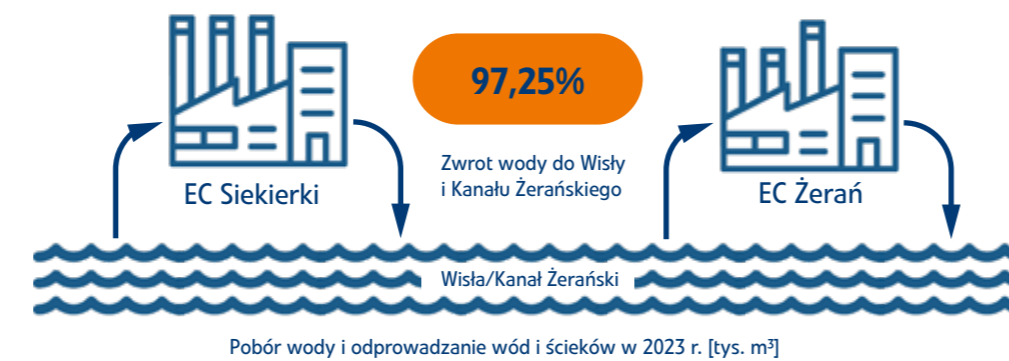 97,25%
Zwrot wody do Wisły
i Kanału Żerańskiego
EC Siekierki
EC Żerań
Wisła/Kanał Żerański
Pobór wody i odprowadzanie wód i ścieków w 2023 r. [tys. m³]